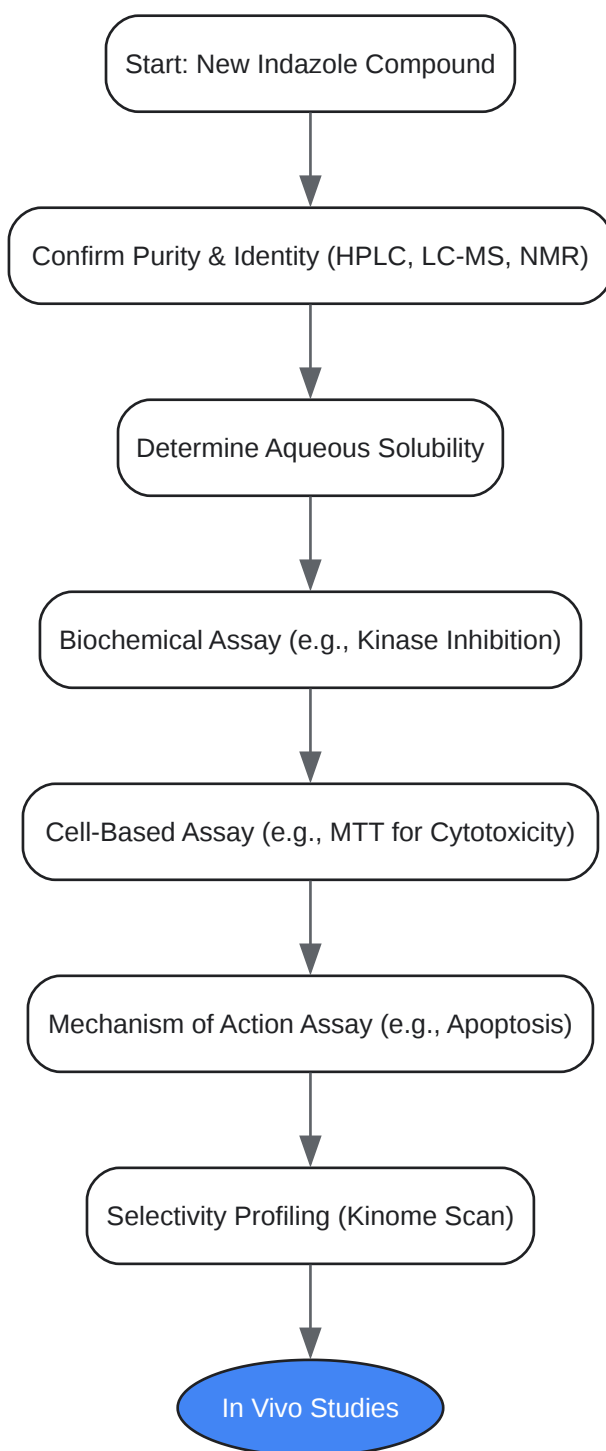 Start: New Indazole Compound
Confirm Purity & Identity (HPLC, LC-MS, NMR)
Determine Aqueous Solubility
Biochemical Assay (e.g., Kinase Inhibition)
Cell-Based Assay (e.g., MTT for Cytotoxicity)
Mechanism of Action Assay (e.g., Apoptosis)
Selectivity Profiling (Kinome Scan)
In Vivo Studies